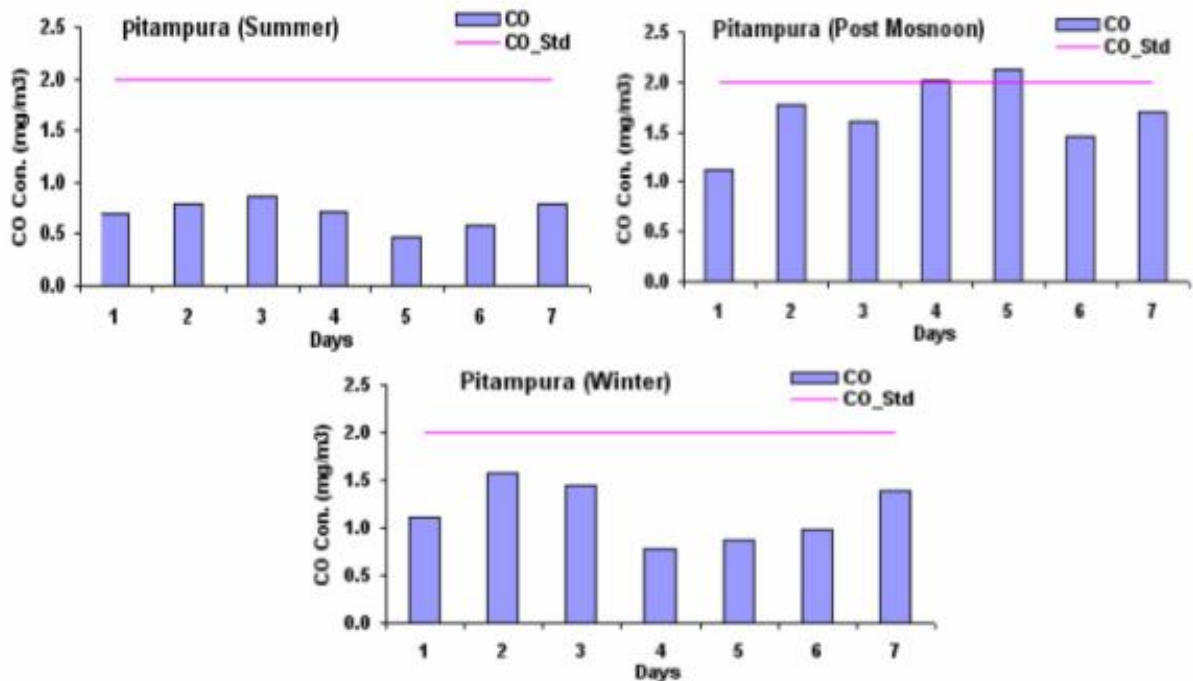 pitampura (Summer)
CO
CO_Std
CO Con. (mg/m3)
2.5
2.0
1.5
1.0
0.5
0.0
1 2 3 4 5 6 7
Days
Pitampura (Post Mosnoon)
CO
CO_Std
CO Con. (mg/m3)
2.5
2.0
1.5
1.0
0.5
0.0
1 2 3 4 5 6 7
Days
Pitampura (Winter)
CO
CO_Std
CO Con. (mg/m3)
2.5
2.0
1.5
1.0
0.5
0.0
1 2 3 4 5 6 7
Days